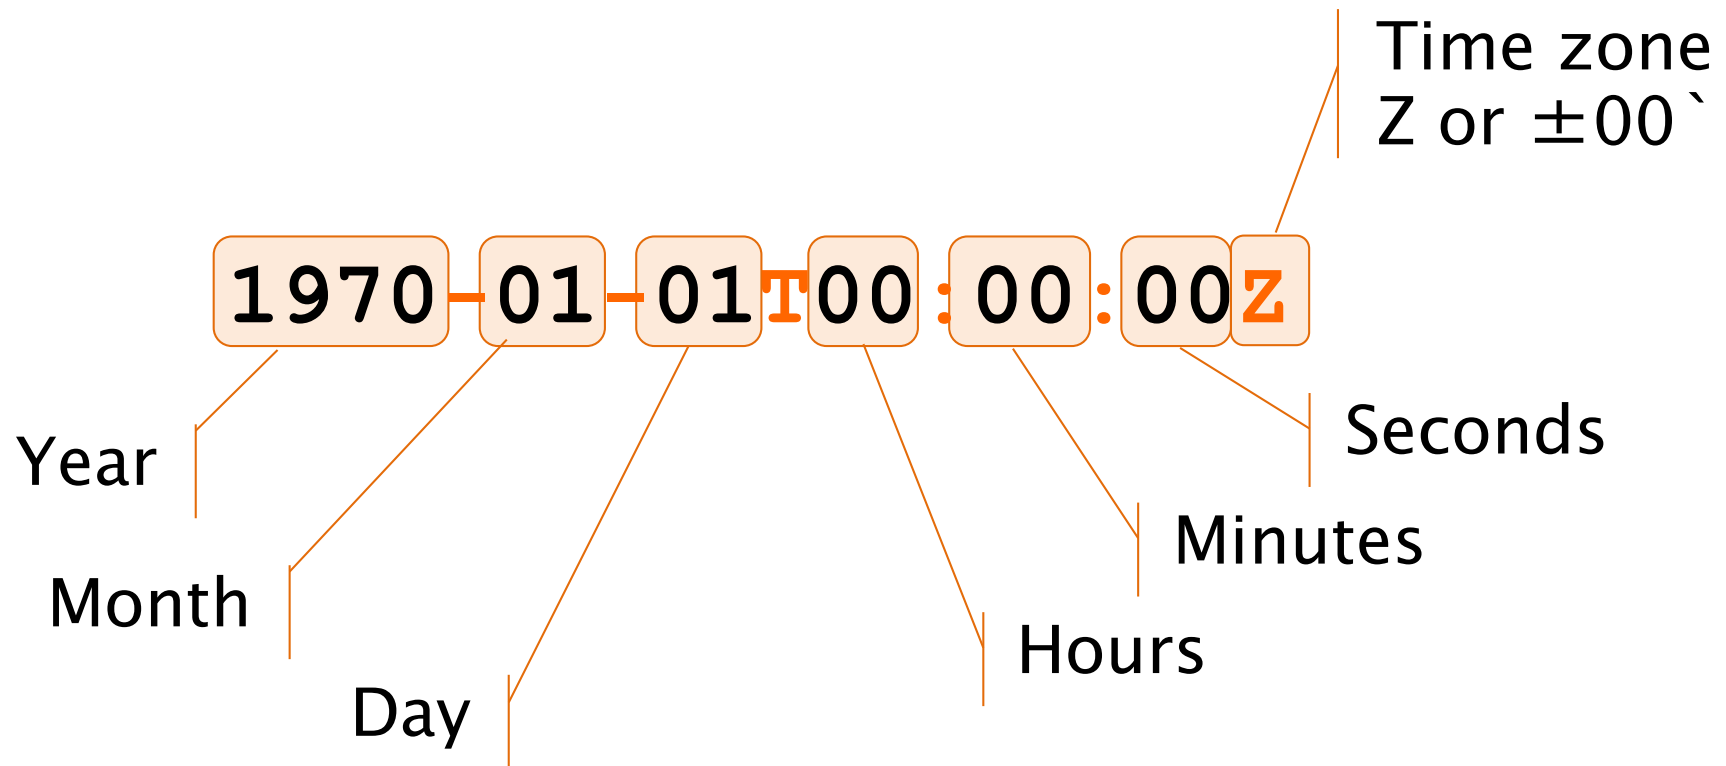 Time zone
Z or ±00`
1970-01-01T00:00:00Z
Year
Seconds
Minutes
Month
Hours
Day